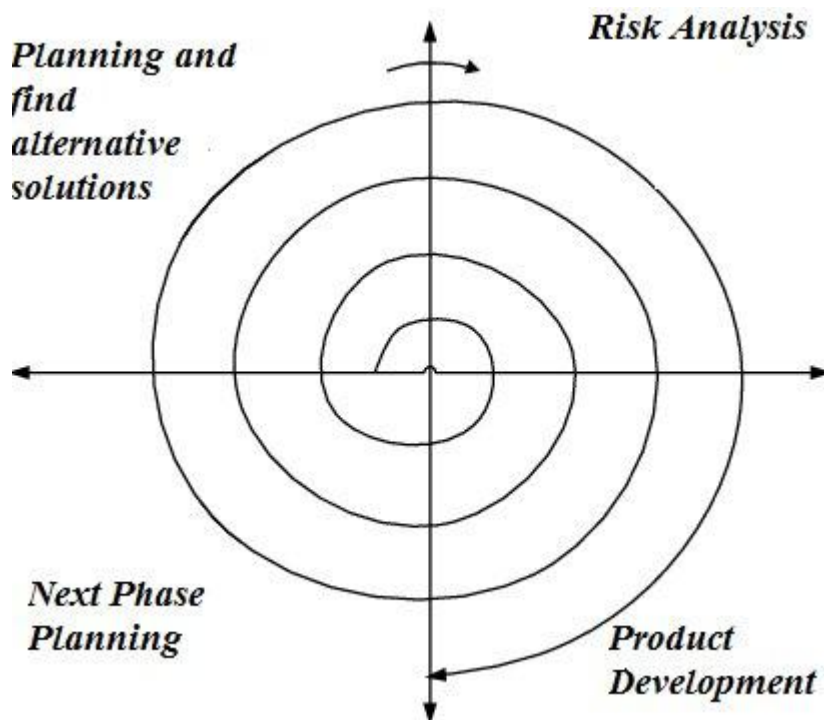 Planning and
find
alternative
solutions
Risk Analysis
Next Phase
Planning
Product
Development